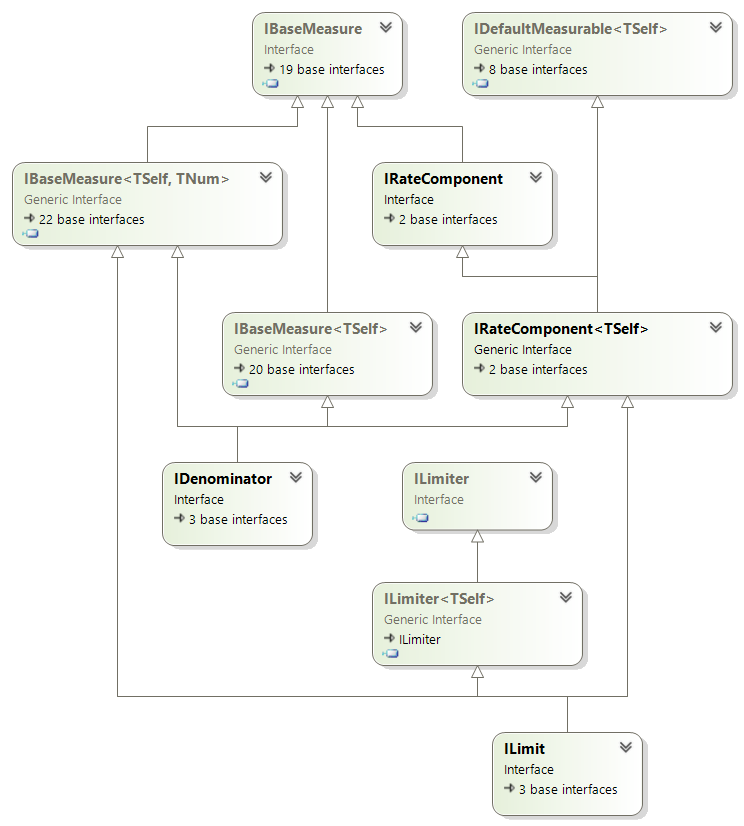 IBaseMeasure
Interface
19 base interfaces
IDefaultMeasurable<TSelf>
Generic Interface
8 base interfaces
IBaseMeasure<TSelf, TNum>
Generic Interface
22 base interfaces
IRateComponent
Interface
2 base interfaces
IBaseMeasure<TSelf>
Generic Interface
20 base interfaces
IRateComponent<TSelf>
Generic Interface
2 base interfaces
IDenominator
Interface
3 base interfaces
ILimiter
Interface
ILimiter<TSelf>
Generic Interface
ILimiter
ILimit
Interface
3 base interfaces